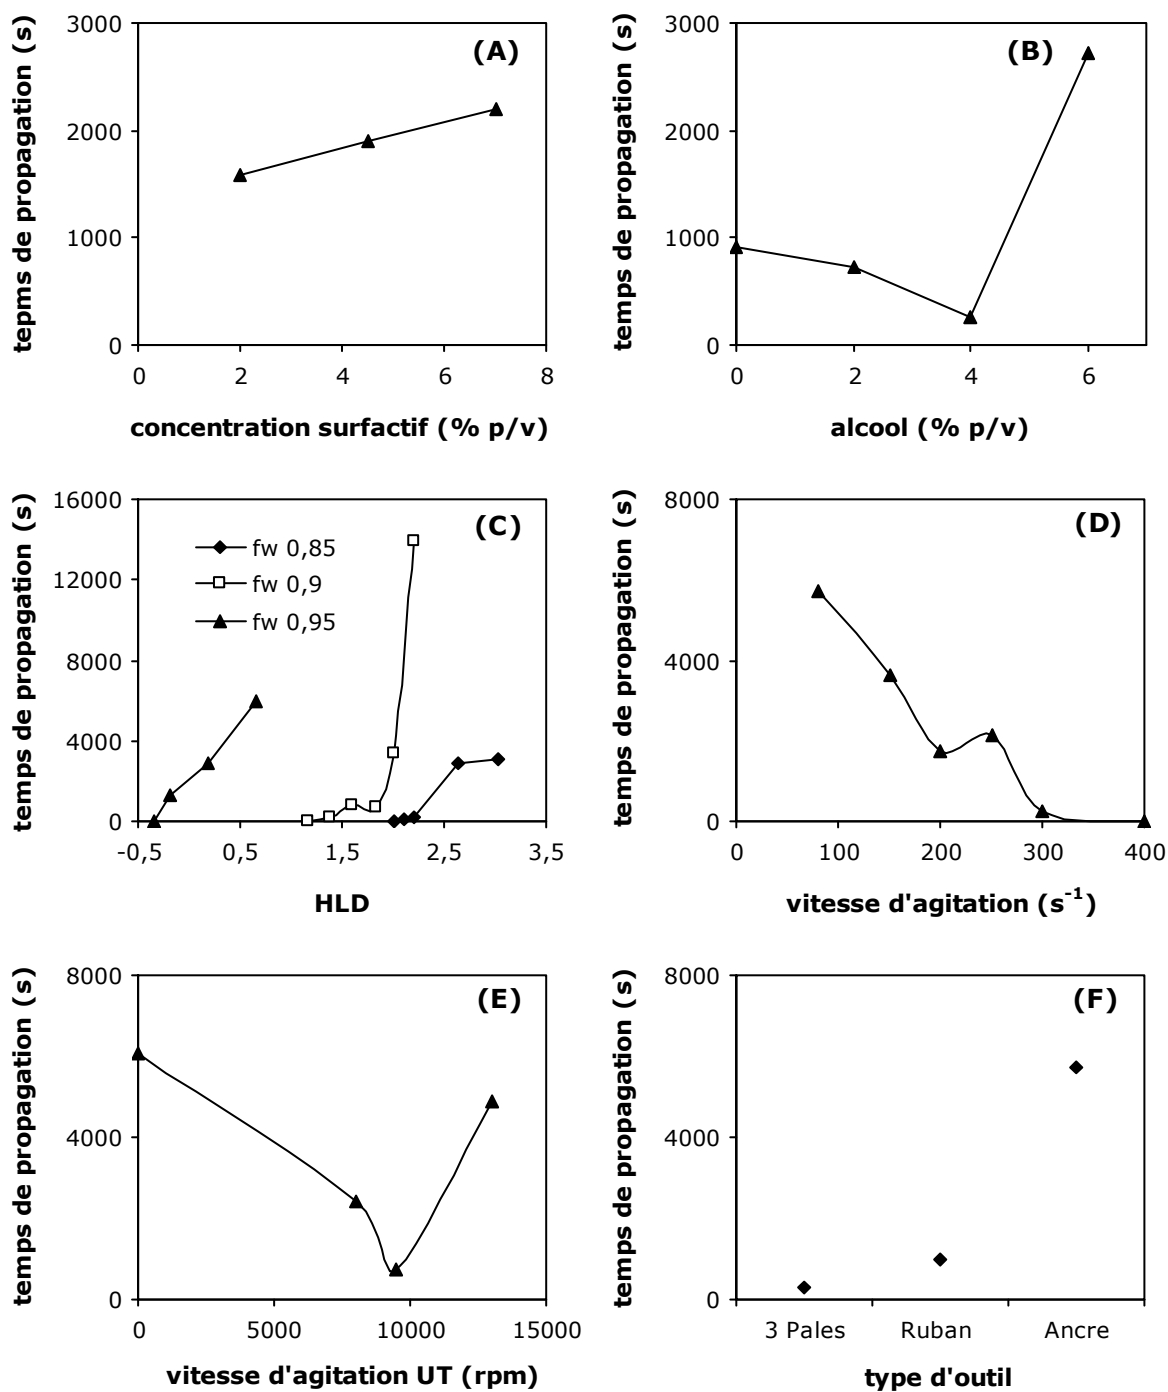 (A)
tepms de propagation (s)
3000
2000
1000
0
0 2 4 6 8
concentration surfactif (% p/v)
(B)
temps de propagation (s)
3000
2000
1000
0
0 2 4 6
alcool (% p/v)
(C)
temps de propagation (s)
16000
12000
8000
4000
0
fw 0,85
fw 0,9
fw 0,95
-0,5 0,5 1,5 2,5 3,5
HLD
(D)
temps de propagation (s)
8000
4000
0
0 100 200 300 400
vitesse d'agitation (s-1)
(E)
temps de propagation (s)
8000
4000
0
0 5000 10000 15000
vitesse d'agitation UT (rpm)
(F)
temps de propagation (s)
8000
4000
0
3 Pales Ruban Ancre
type d'outil